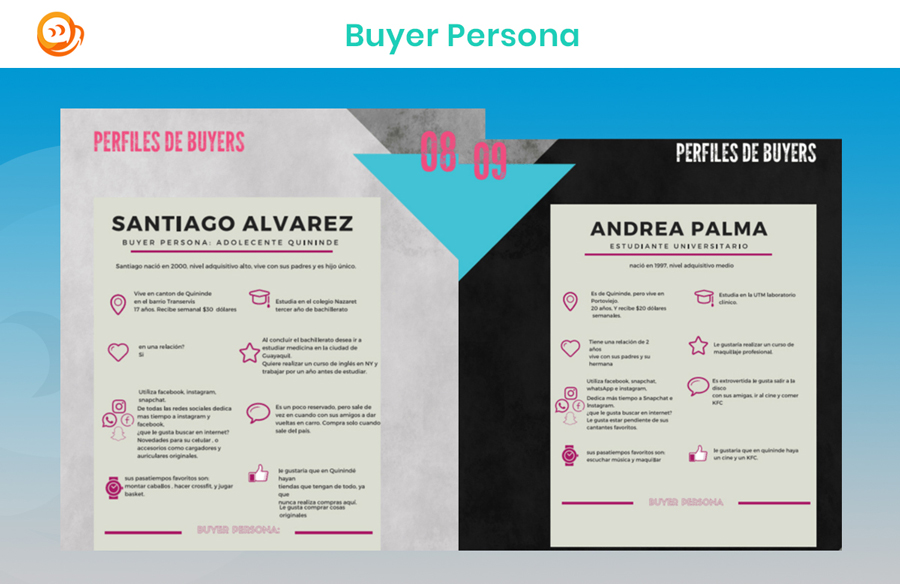 Buyer Persona
PERFILES DE BUYERS
08
SANTIAGO ALVAREZ
BUYER PERSONA: ADOLECENTE QUININDE
Santiago nació en 2000, nivel adquisitivo alto, vive con sus padres y es hijo único.
Vive en canton de Quininde
en el barrio Transervis
17 años. Recibe semanal $30 dólares
Estudia en el colegio Nazaret
tercer año de bachillerato
en una relación?
Si
Al concluir el bachillerato desea ir a
estudiar medicina en la ciudad de
Guayaquil.
Quiere realizar un curso de inglés en NY y
trabajar por un año antes de estudiar.
Utiliza facebook, instagram,
snapchat.
De todas las redes sociales dedica
mas tiempo a instagram y
facebook.
¿que le gusta buscar en internet?
Novedades para su celular , o
accesorios como cargadores y
auriculares originales.
Es un poco reservado, pero sale de
vez en cuando con sus amigos a dar
vueltas en carro. Compra solo cuando
sale del país.
sus pasatiempos favoritos son:
montar caballos , hacer crossfit, y jugar
basket.
le gustaria que en Quinindé
hayan
tiendas que tengan de todo, ya
que
nunca realiza compras aquí.
Le gusta comprar cosas
originales
BUYER PERSONA:
09
PERFILES DE BUYERS
ANDREA PALMA
ESTUDIANTE UNIVERSITARIO
nació en 1997, nivel adquisitivo medio
Es de Quininde, pero vive en
Portoviejo.
20 años. Y recibe $20 dólares
semanales.
Estudia en la UTM laboratorio
clínico.
Tiene una relación de 2
años
vive con sus padres y su
hermana
Le gustaría realizar un curso de
maquillaje profesional.
Utiliza facebook, snapchat,
whatsApp e instagram,
Dedica más tiempo a Snapchat e
Instagram.
¿que le gusta buscar en internet?
Le gusta estar pendiente de sus
cantantes favoritos.
Es extrovertida le gusta salir a la
disco
con sus amigas, ir al cine y comer
KFC
sus pasatiempos favoritos son:
escuchar música y maquillar
le gustaria que en quininde haya
un cine y un KFC.
BUYER PERSONA